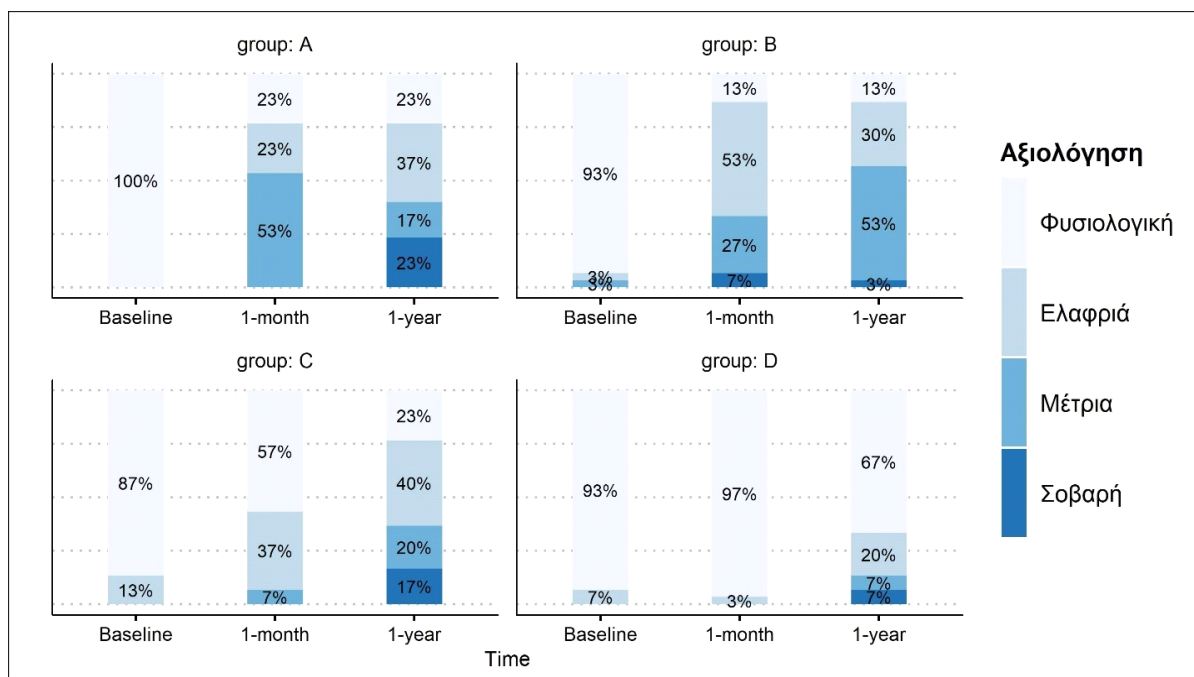 group: A
100%
23%
23%
53%
23%
37%
17%
23%
Baseline 1-month 1-year
group: B
93%
3%
3%
13%
53%
27%
7%
13%
30%
53%
3%
Baseline 1-month 1-year
group: C
87%
13%
57%
37%
7%
23%
40%
20%
17%
Baseline 1-month 1-year
group: D
93%
7%
97%
3%
67%
20%
7%
7%
Baseline 1-month 1-year
Time
Αξιολόγηση
Φυσιολογική
Ελαφριά
Μέτρια
Σοβαρή